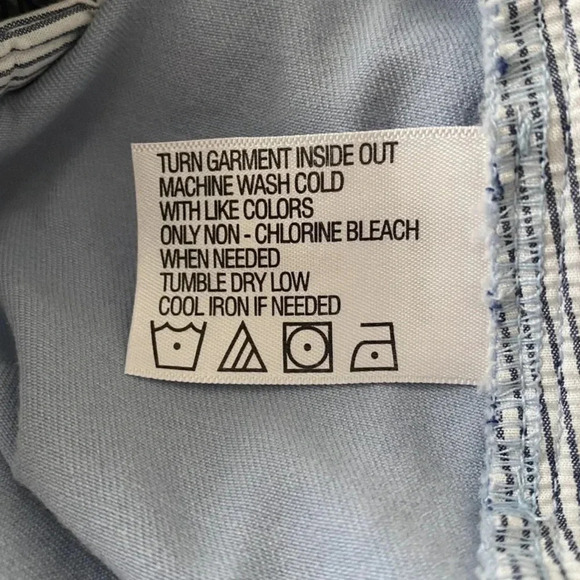 TURN GARMENT INSIDE OUT
MACHINE WASH COLD
WITH LIKE COLORS
ONLY NON - CHLORINE BLEACH
WHEN NEEDED
TUMBLE DRY LOW
COOL IRON IF NEEDED